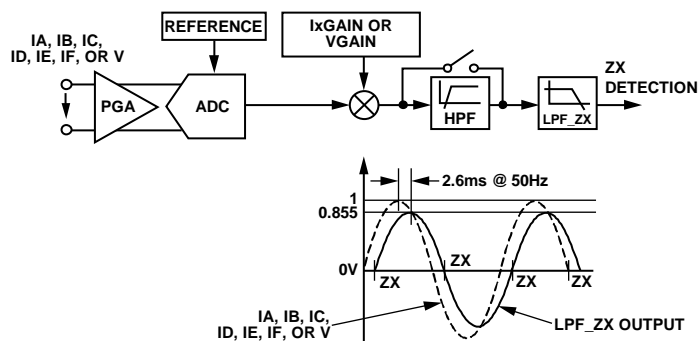 REFERENCE
IxGAIN OR
VGAIN
IA, IB, IC,
ID, IE, IF, OR V
PGA
ADC
HPF
LPF_ZX
ZX
DETECTION
2.6ms @ 50Hz
1
0.855
0V
ZX
ZX
ZX
ZX
IA, IB, IC,
ID, IE, IF, OR V
LPF_ZX OUTPUT